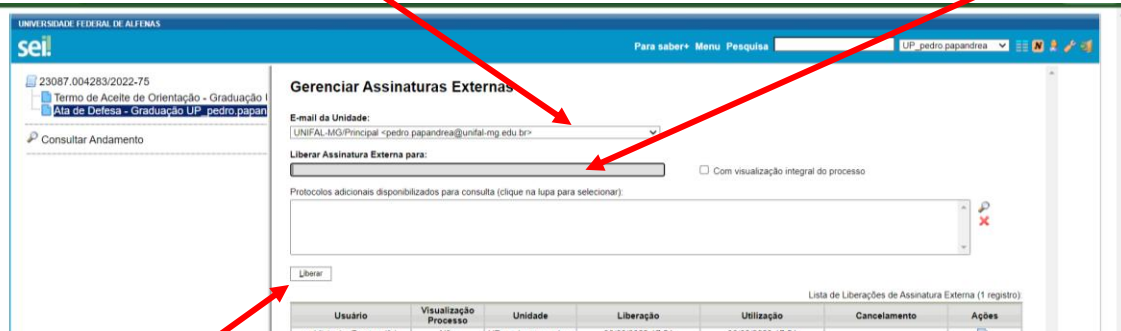 UNIVERSIDADE FEDERAL DE ALFENAS
sei!
Para saber+ Menu Pesquisa UP_pedro papandrea
23087.004283/2022-75
Termo de Aceite de Orientação - Graduação
Ata de Defesa - Graduação UP_pedro.papan
Consultar Andamento
Gerenciar Assinaturas Externas
E-mail da Unidade:
UNIFAL-MG/Principal <pedro.papandrea@unifal-mg.edu.br>
Liberar Assinatura Externa para:
Com visualização integral do processo
Protocolos adicionais disponibilizados para consulta (clique na lupa para selecionar):
Liberar
Lista de Liberações de Assinatura Externa (1 registro):
Usuário Visualização Processo Unidade Liberação Utilização Cancelamento Ações